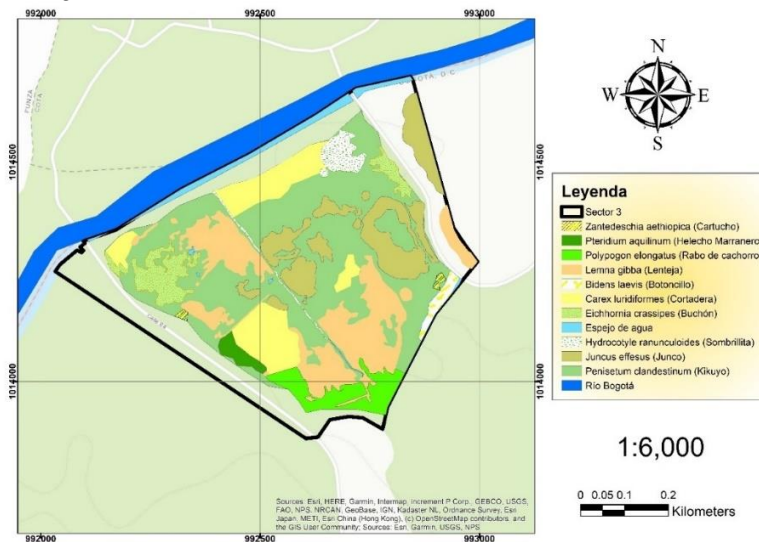 992000 992500 993000
N
W E
S
FUNZA
COTA
BOGOTA, D.C.
1014500 1014500
Leyenda
Sector 3
Zantedeschia aethiopica (Cartucho)
Pteridium aquilinum (Helecho Marranero)
Polypogon elongatus (Rabo de cachorro)
Lemna gibba (Lenteja)
Bidens laevis (Botoncillo)
Carex luridiformes (Cortadera)
Eichhornia crassipes (Buchón)
Espejo de agua
Hydrocotyle ranunculoides (Sombrillita)
Juncus effesus (Junco)
Penisetum clandestinum (Kikuyo)
Río Bogotá
1014000 1014000
1:6,000
0 0.05 0.1 0.2
Kilometers
Sources: Esri, HERE, Garmin, Intermap, increment P Corp., GEBCO, USGS,
FAO, NPS, NRCAN, GeoBase, IGN, Kadaster NL, Ordnance Survey, Esri
Japan, METI, Esri China (Hong Kong), (c) OpenStreetMap contributors, and
the GIS User Community; Sources: Esri, Garmin, USGS, NPS
992000 992500 993000